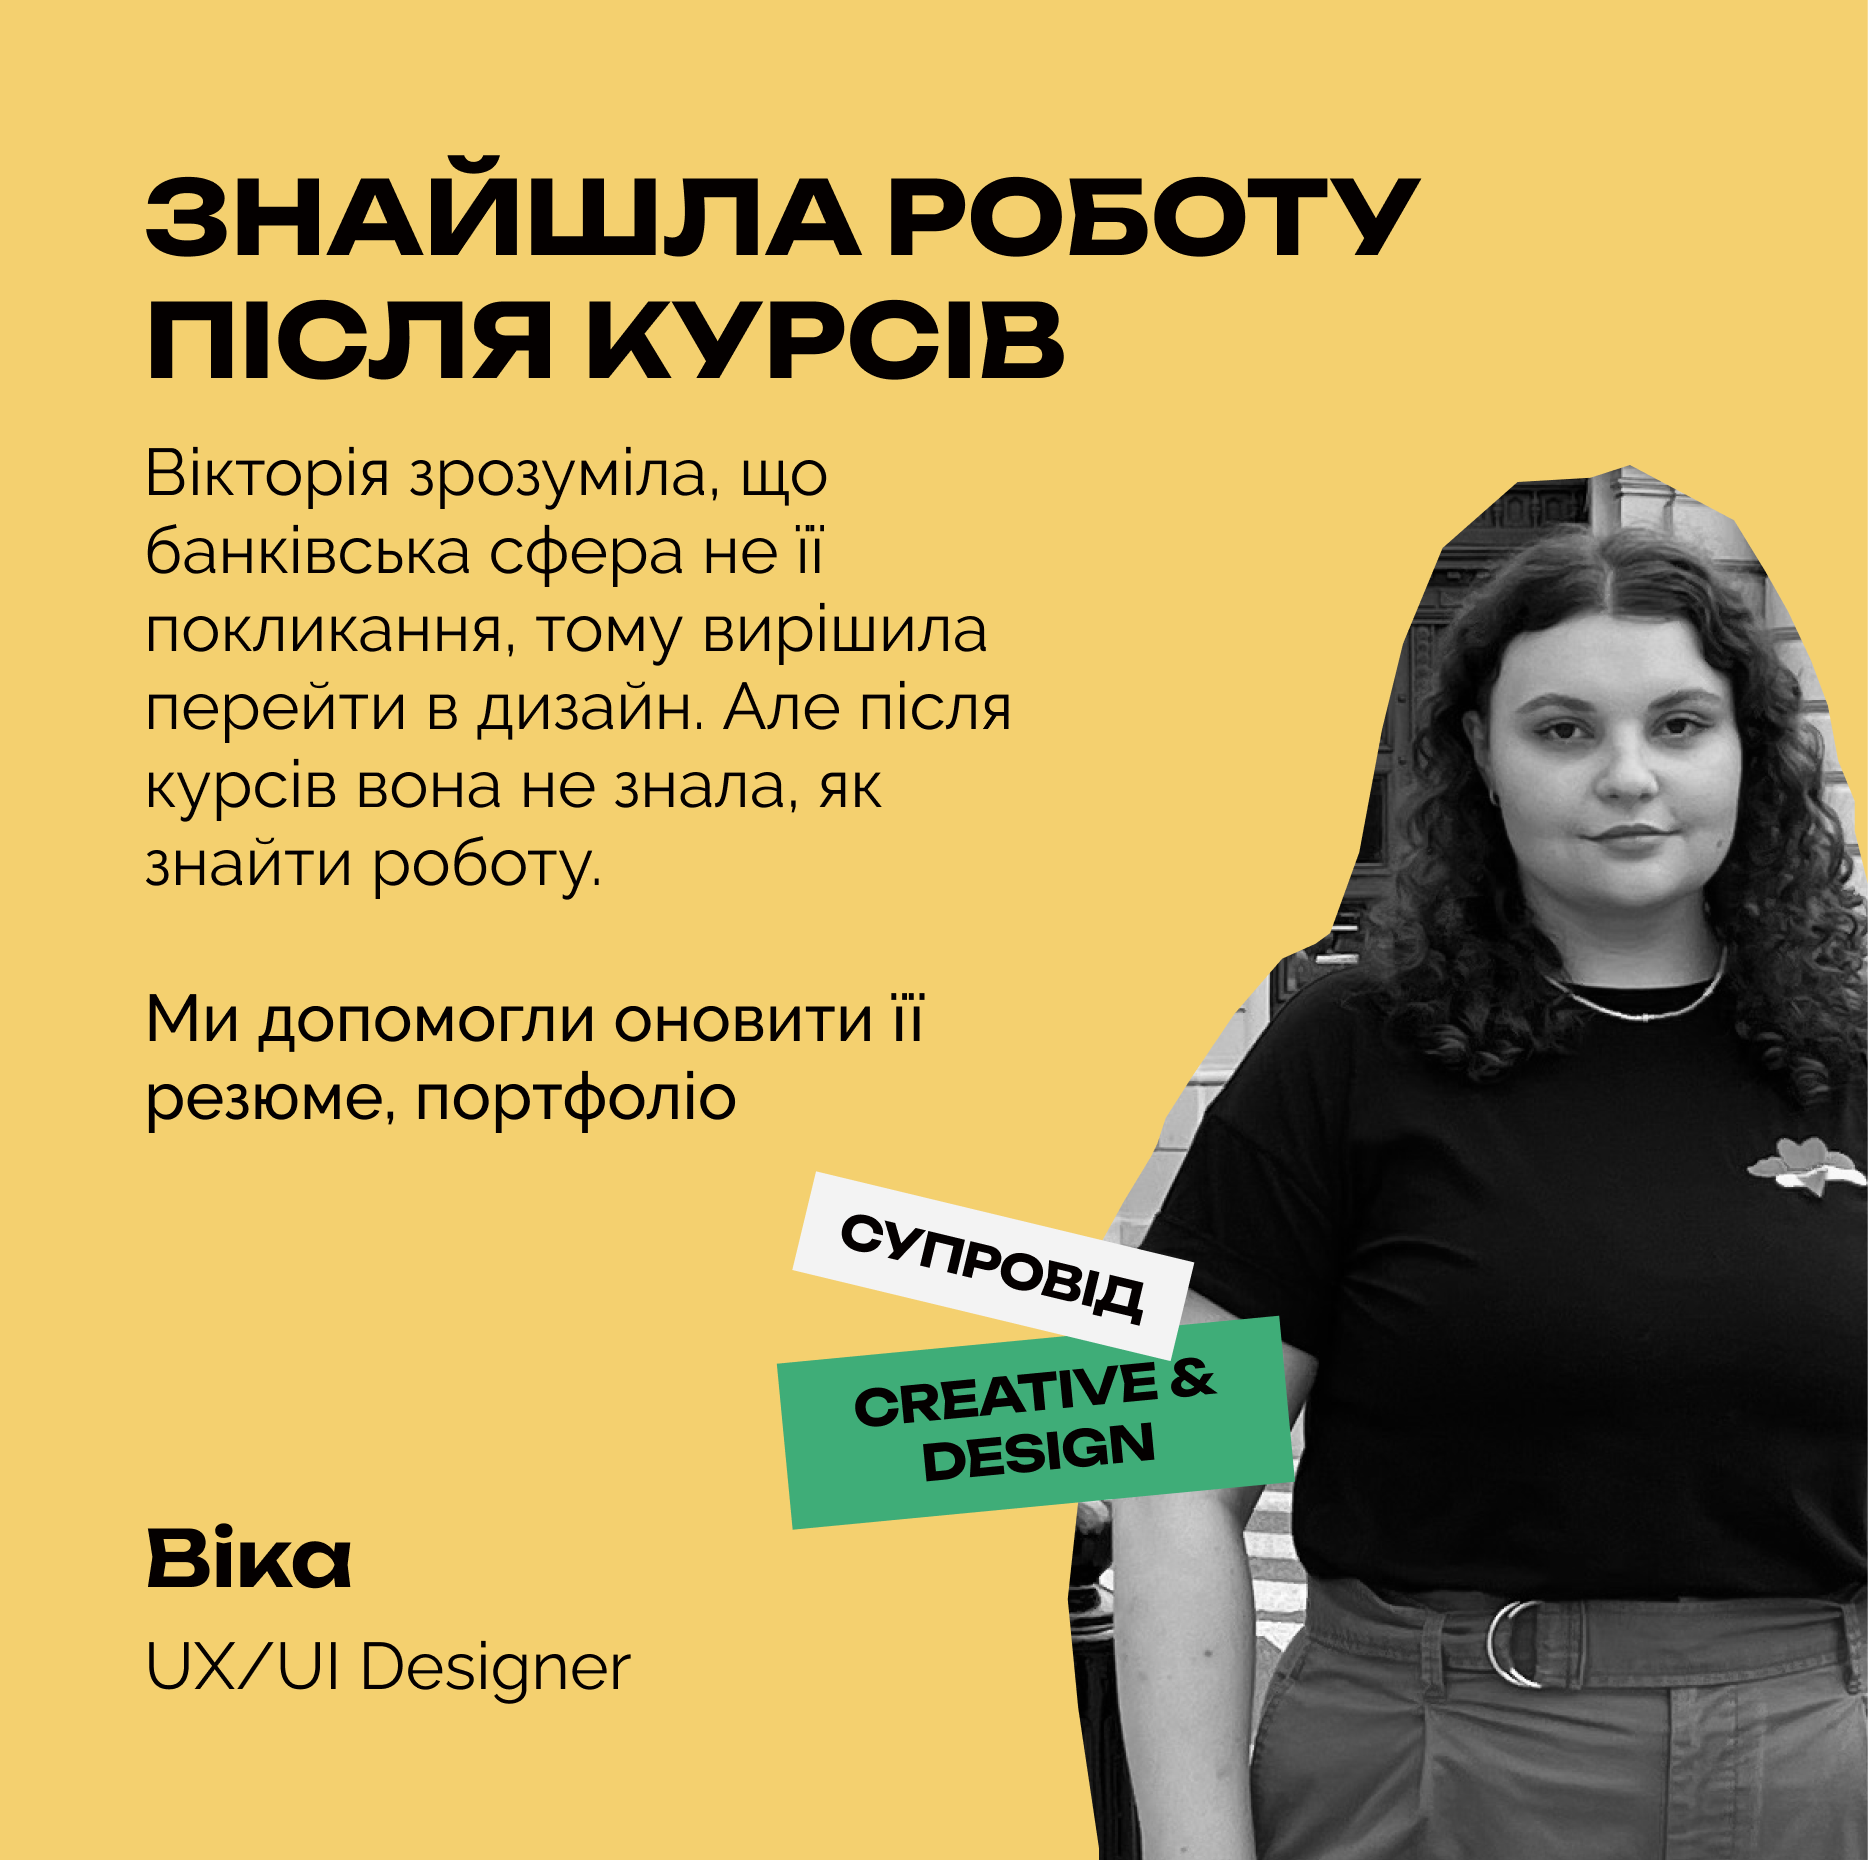 ЗНАЙШЛА РОБОТУ
ПІСЛЯ КУРСІВ
Вікторія зрозуміла, що
банківська сфера не її
покликання, тому вирішила
перейти в дизайн. Але після
курсів вона не знала, як
знайти роботу.
Ми допомогли оновити її
резюме, портфоліо
СУПРОВІД
CREATIVE &
DESIGN
Віка
UX/UI Designer